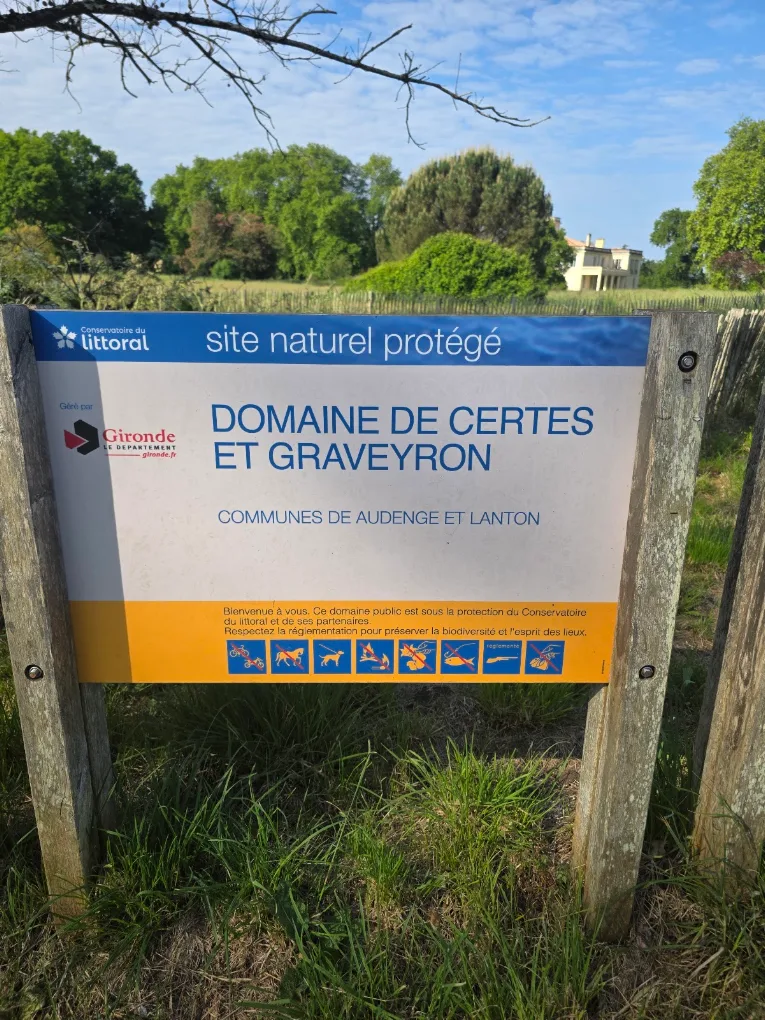 Conservatoire du
littoral
site naturel protégé
Géré par
Gironde
LE DEPARTEMENT
gironde.fr
DOMAINE DE CERTES
ET GRAVEYRON
COMMUNES DE AUDENGE ET LANTON
Bienvenue à vous. Ce domaine public est sous la protection du Conservatoire
du littoral et de ses partenaires.
Respectez la réglementation pour préserver la biodiversité et l'esprit des lieux.
réglementé